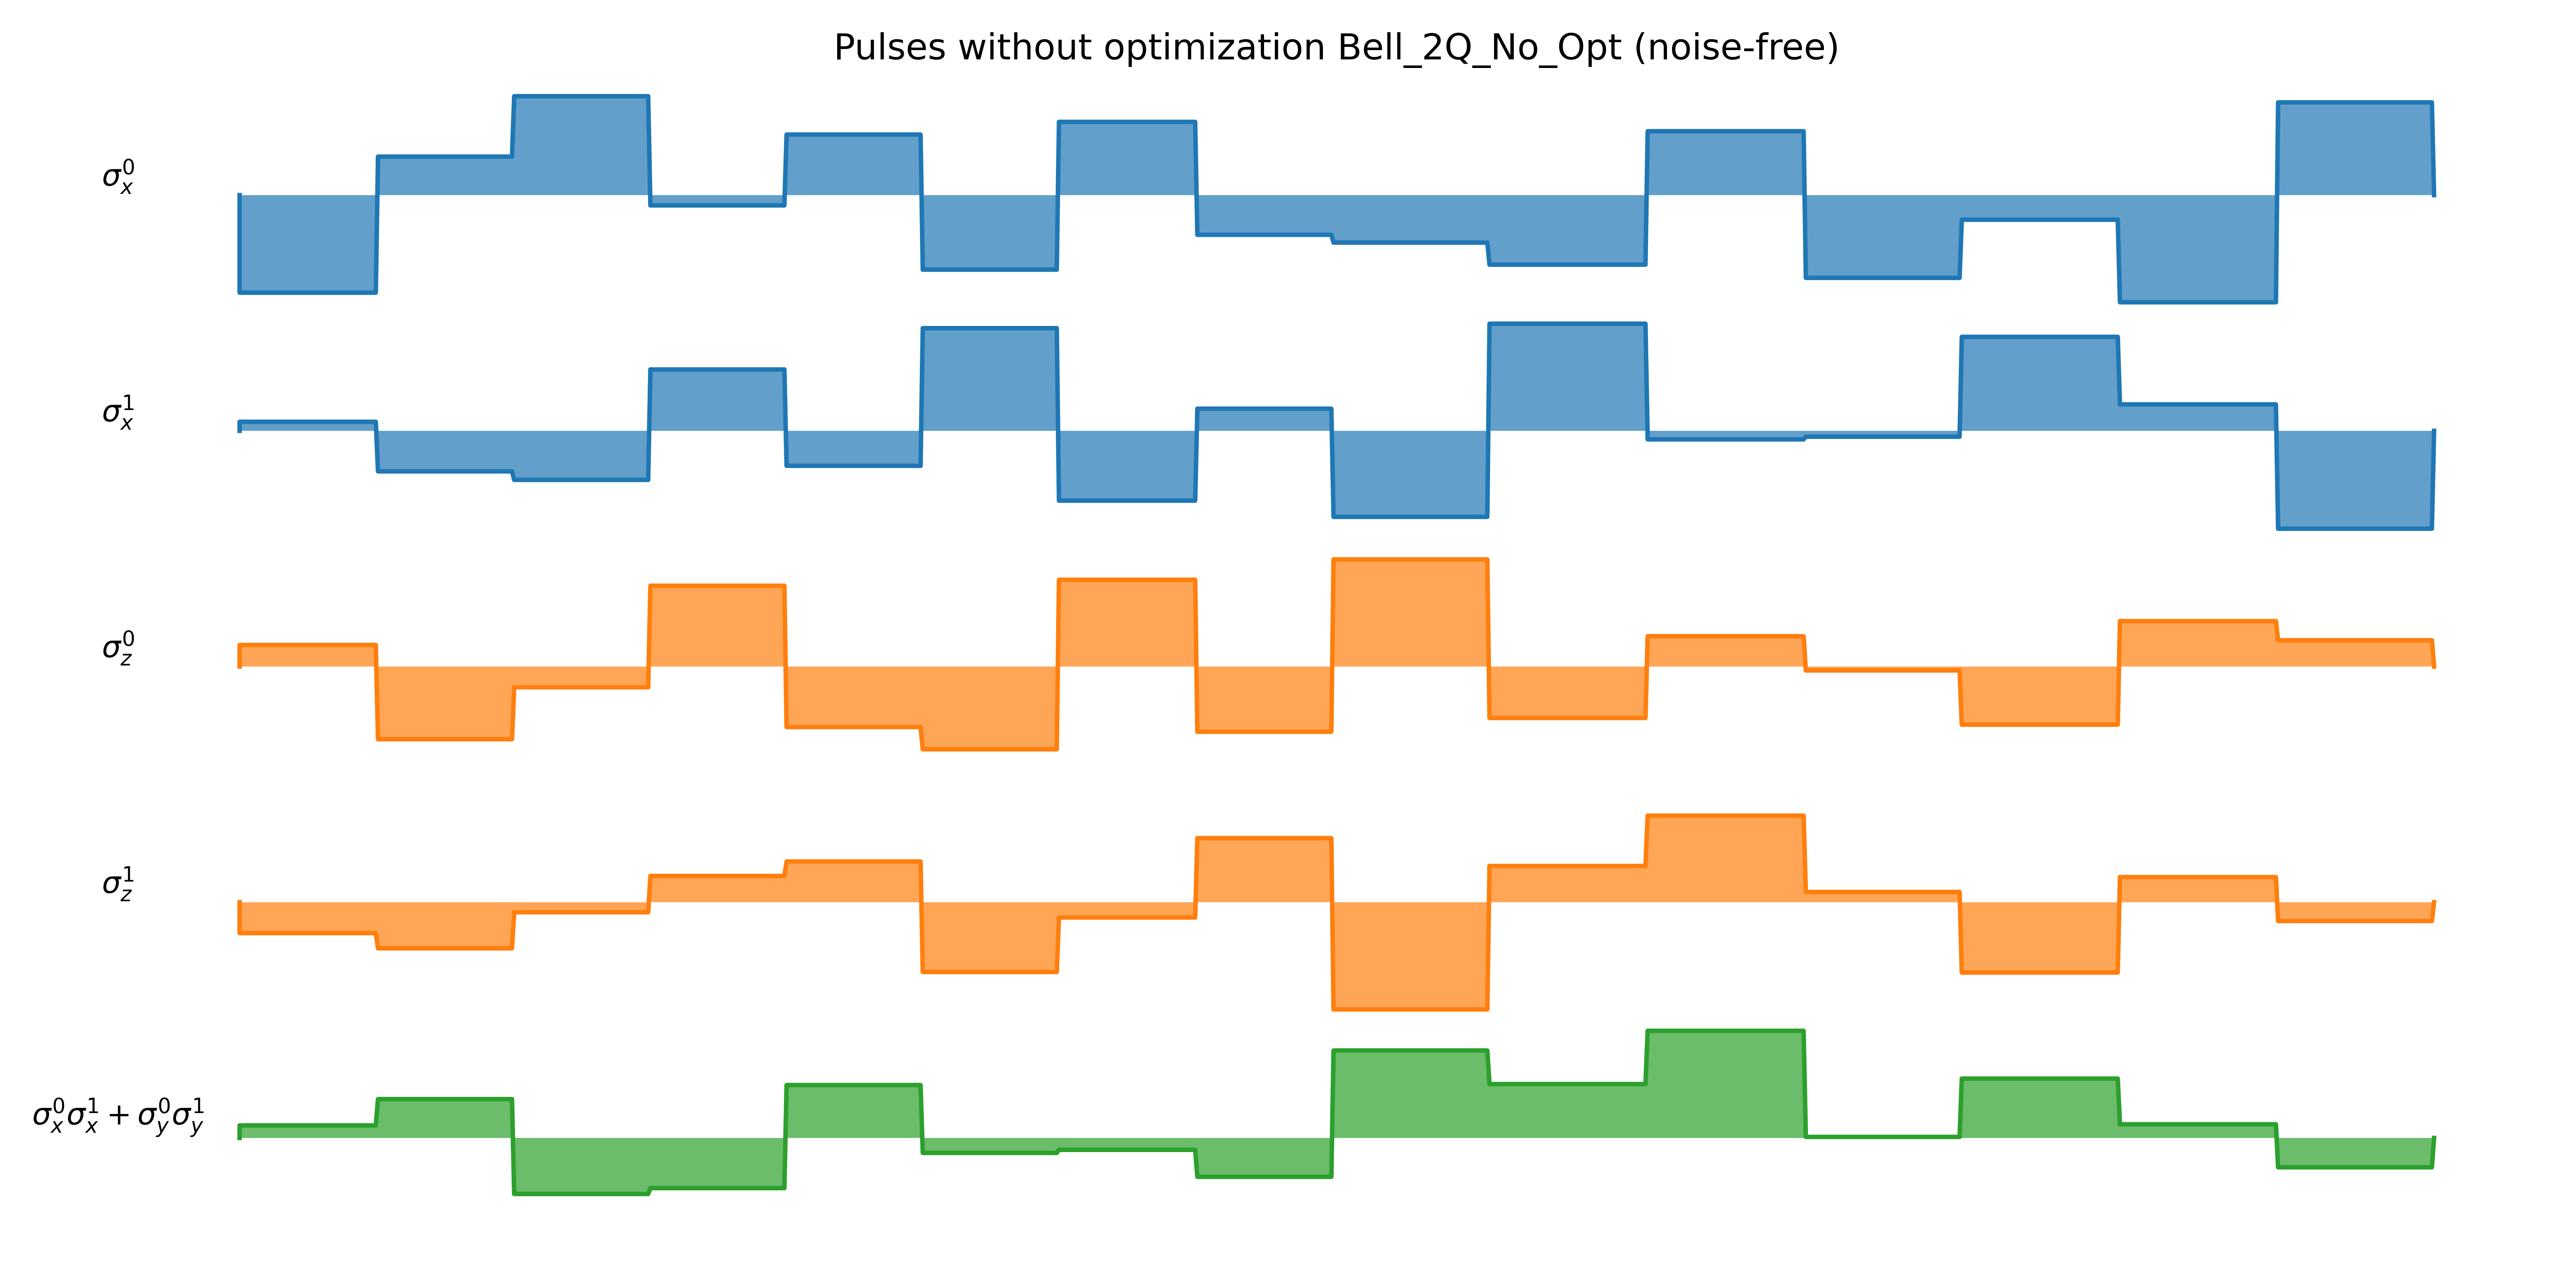 Pulses without optimization Bell_2Q_No_Opt (noise-free)
σ_x^0
σ_x^1
σ_z^0
σ_z^1
σ_x^0σ_x^1 + σ_y^0σ_y^1